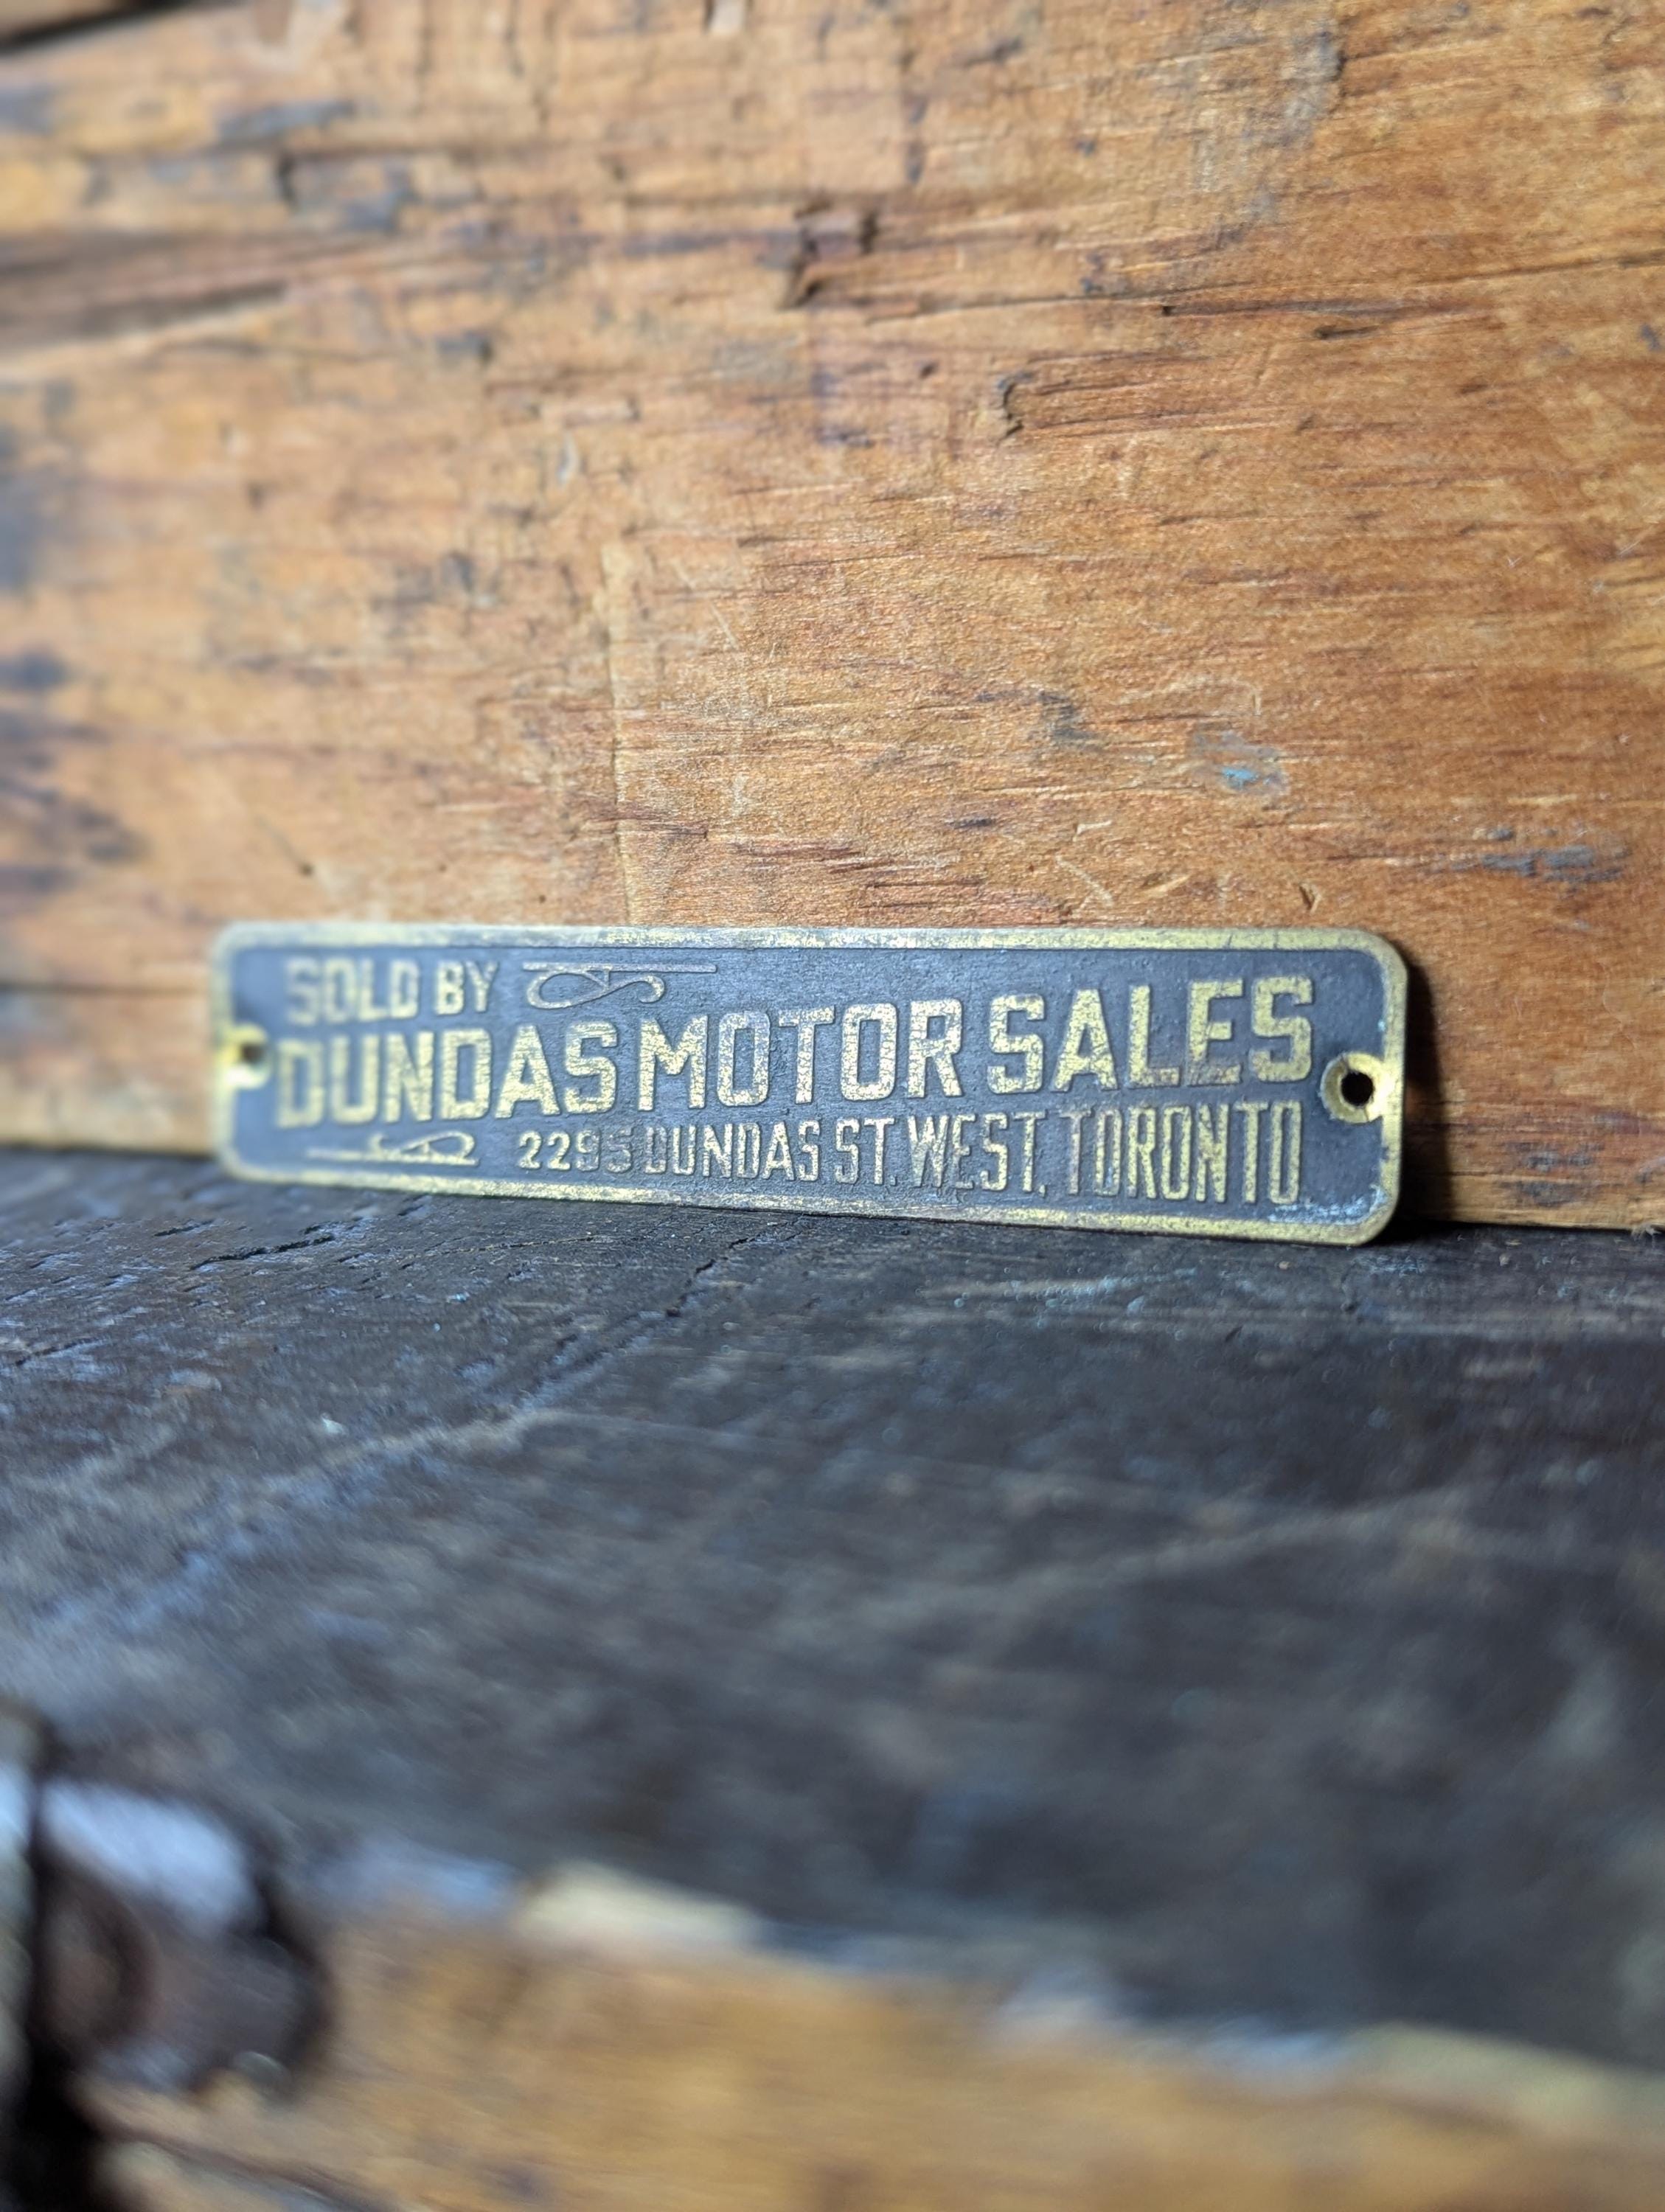 SOLD BY
DUNDAS MOTOR SALES
2295 DUNDAS ST. WEST, TORONTO